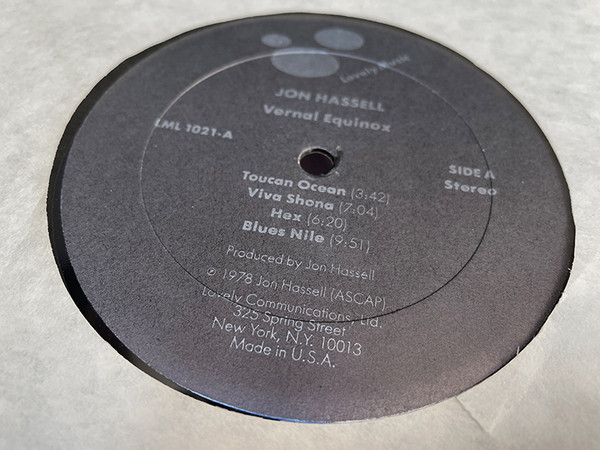 Lovely Music
JON HASSELL
Vernal Equinox
LML 1021-A
SIDE A
Stereo
Toucan Ocean (3:42)
Viva Shona (7:04)
Hex (6:20)
Blues Nile (9:51)
Produced by Jon Hassell
℗ 1978 Jon Hassell (ASCAP)
Lovely Communications, Ltd.
325 Spring Street
New York, N.Y. 10013
Made in U.S.A.